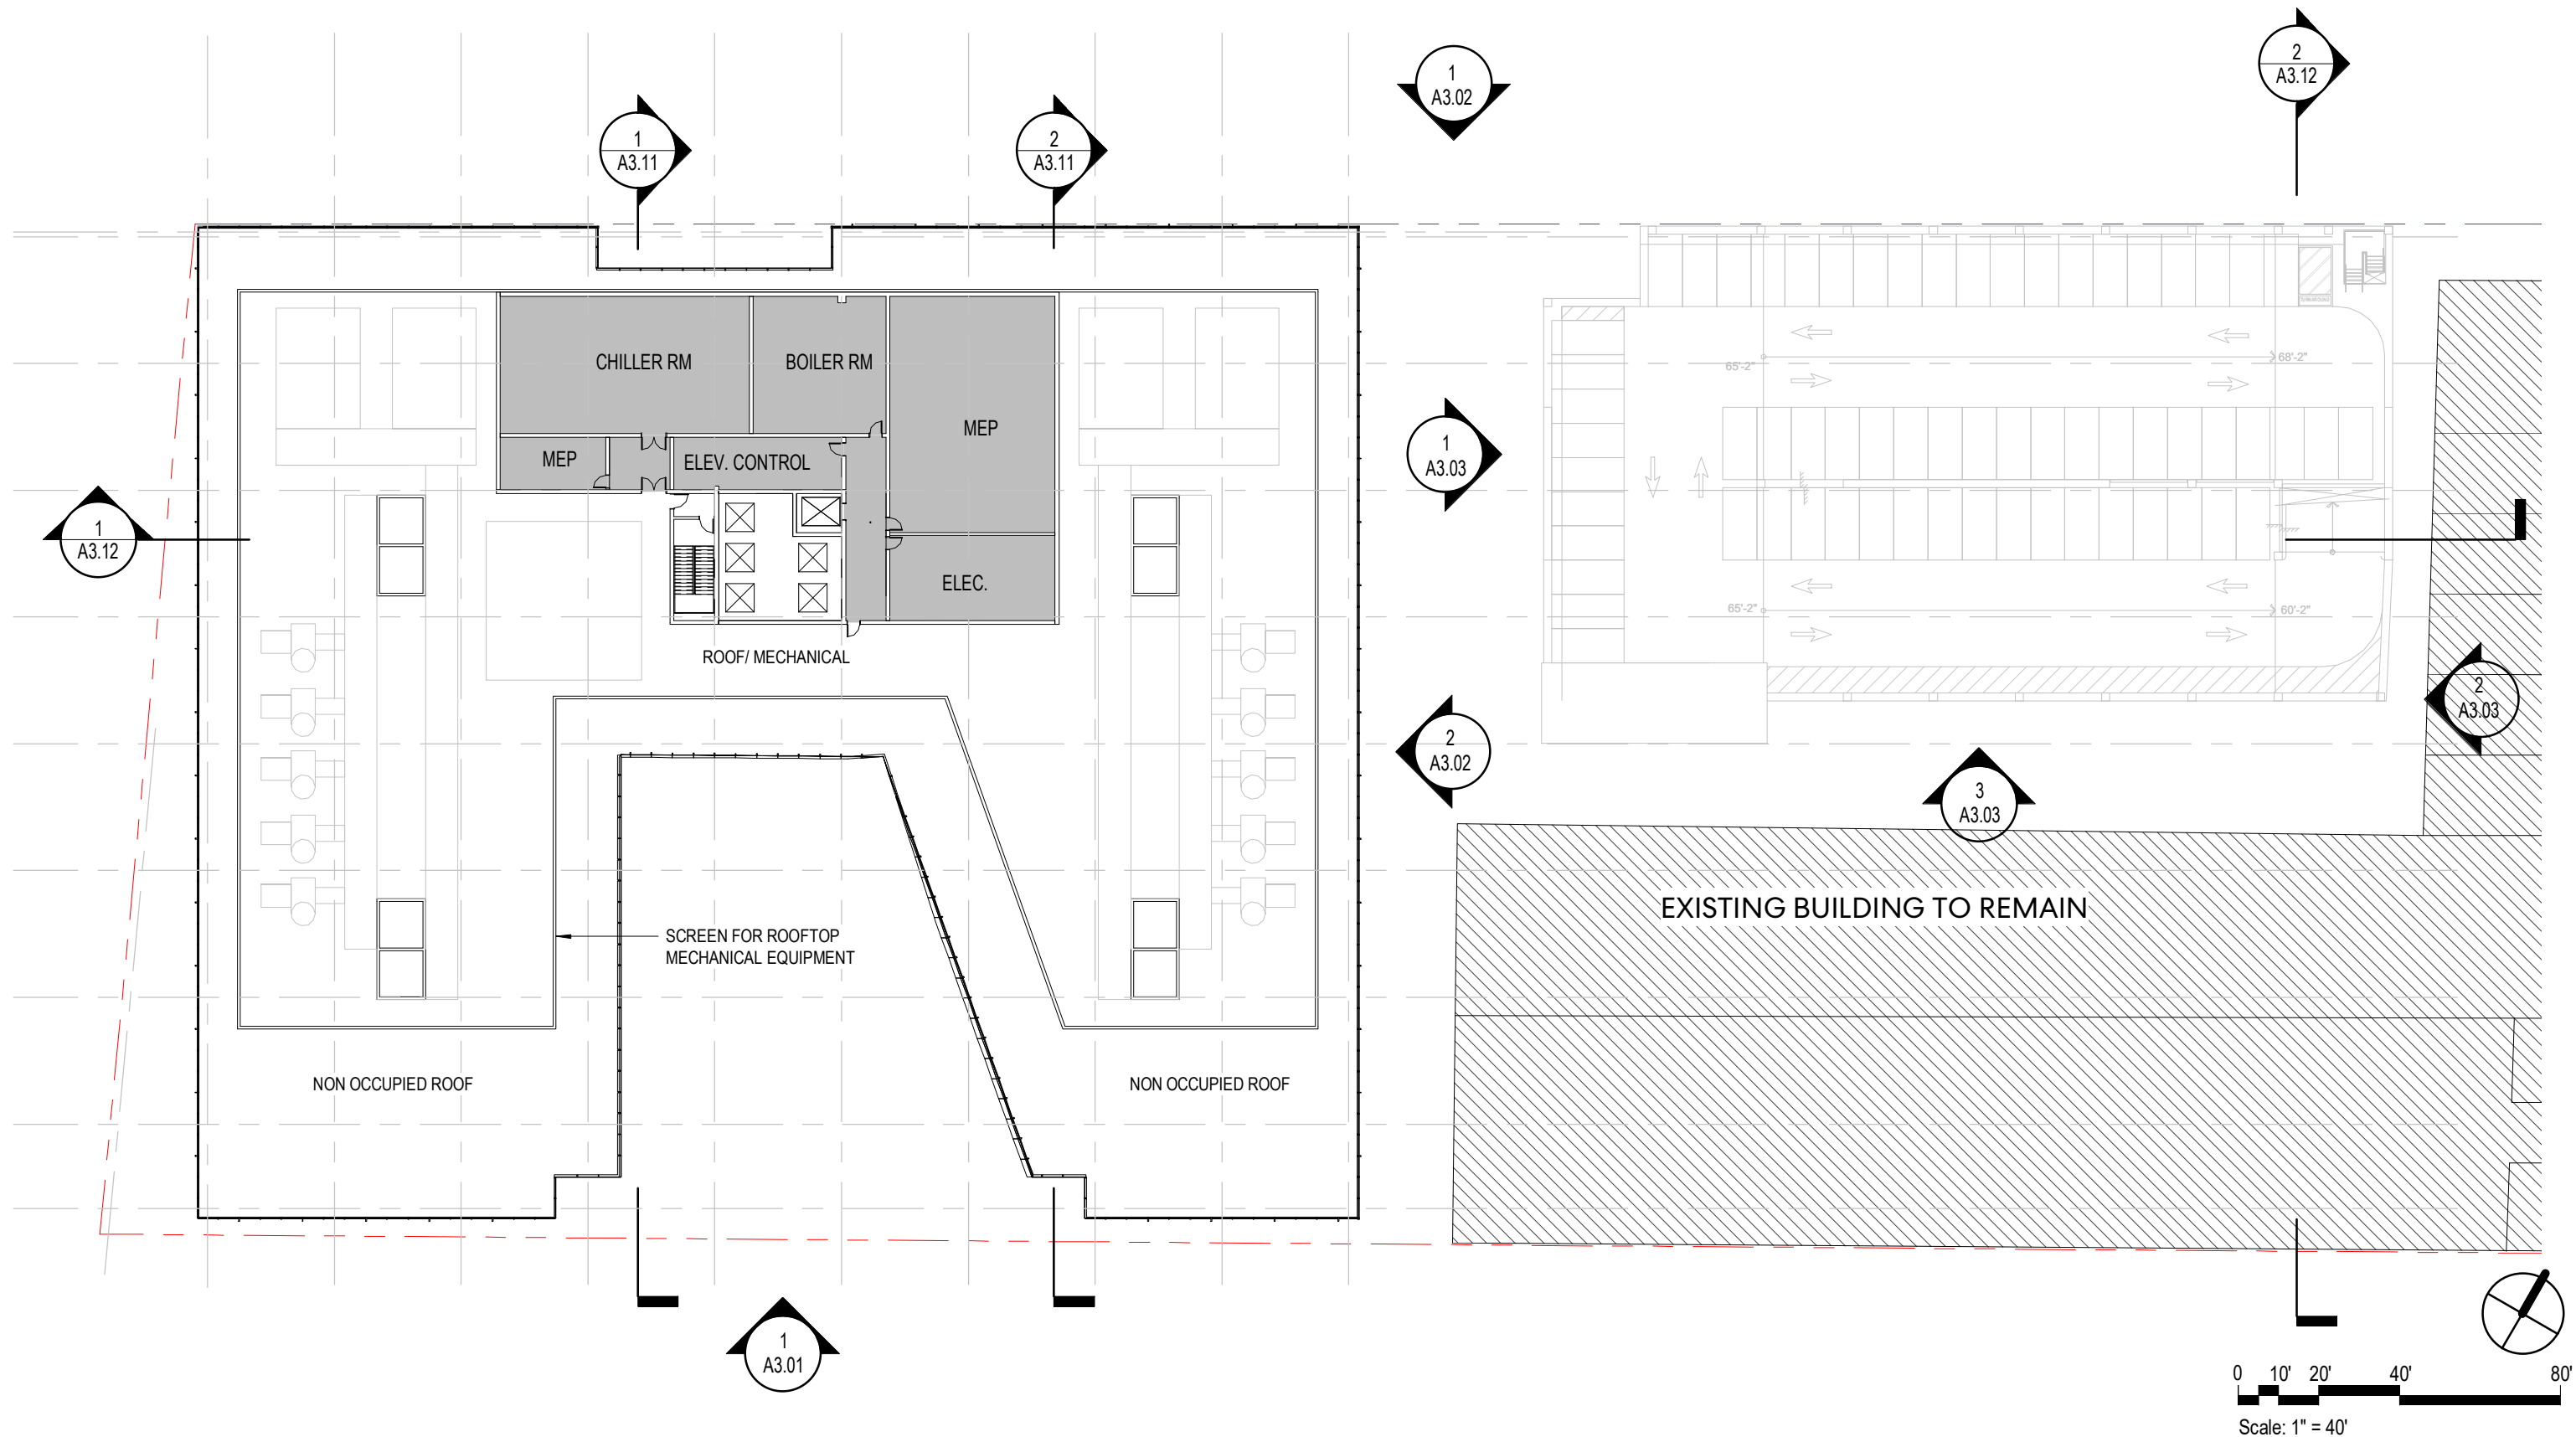 1
A3.02
2
A3.12
1
A3.11
2
A3.11
CHILLER RM
BOILER RM
MEP
MEP
ELEV. CONTROL
ELEC.
1
A3.12
1
A3.03
65'-2"
68'-2"
65'-2"
60'-2"
ROOF/ MECHANICAL
2
A3.02
2
A3.03
3
A3.03
EXISTING BUILDING TO REMAIN
SCREEN FOR ROOFTOP
MECHANICAL EQUIPMENT
NON OCCUPIED ROOF
NON OCCUPIED ROOF
1
A3.01
0 10' 20' 40' 80'
Scale: 1" = 40'